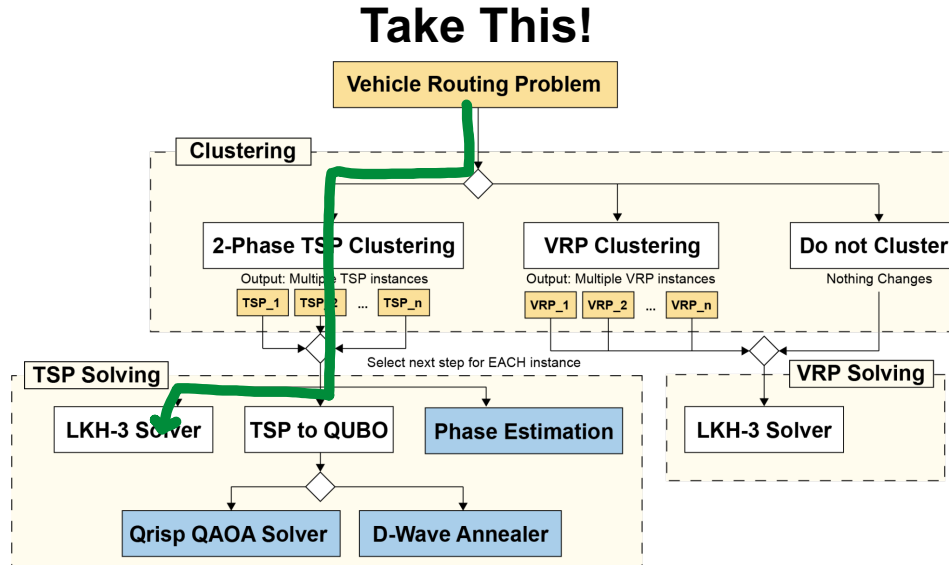 Take This!
Vehicle Routing Problem
Clustering
2-Phase TSP Clustering
VRP Clustering
Do not Cluster
Output: Multiple TSP instances
Output: Multiple VRP instances
Nothing Changes
TSP_1
TSP_2
...
TSP_n
VRP_1
VRP_2
...
VRP_n
Select next step for EACH instance
TSP Solving
VRP Solving
LKH-3 Solver
TSP to QUBO
Phase Estimation
LKH-3 Solver
Qrisp QAOA Solver
D-Wave Annealer